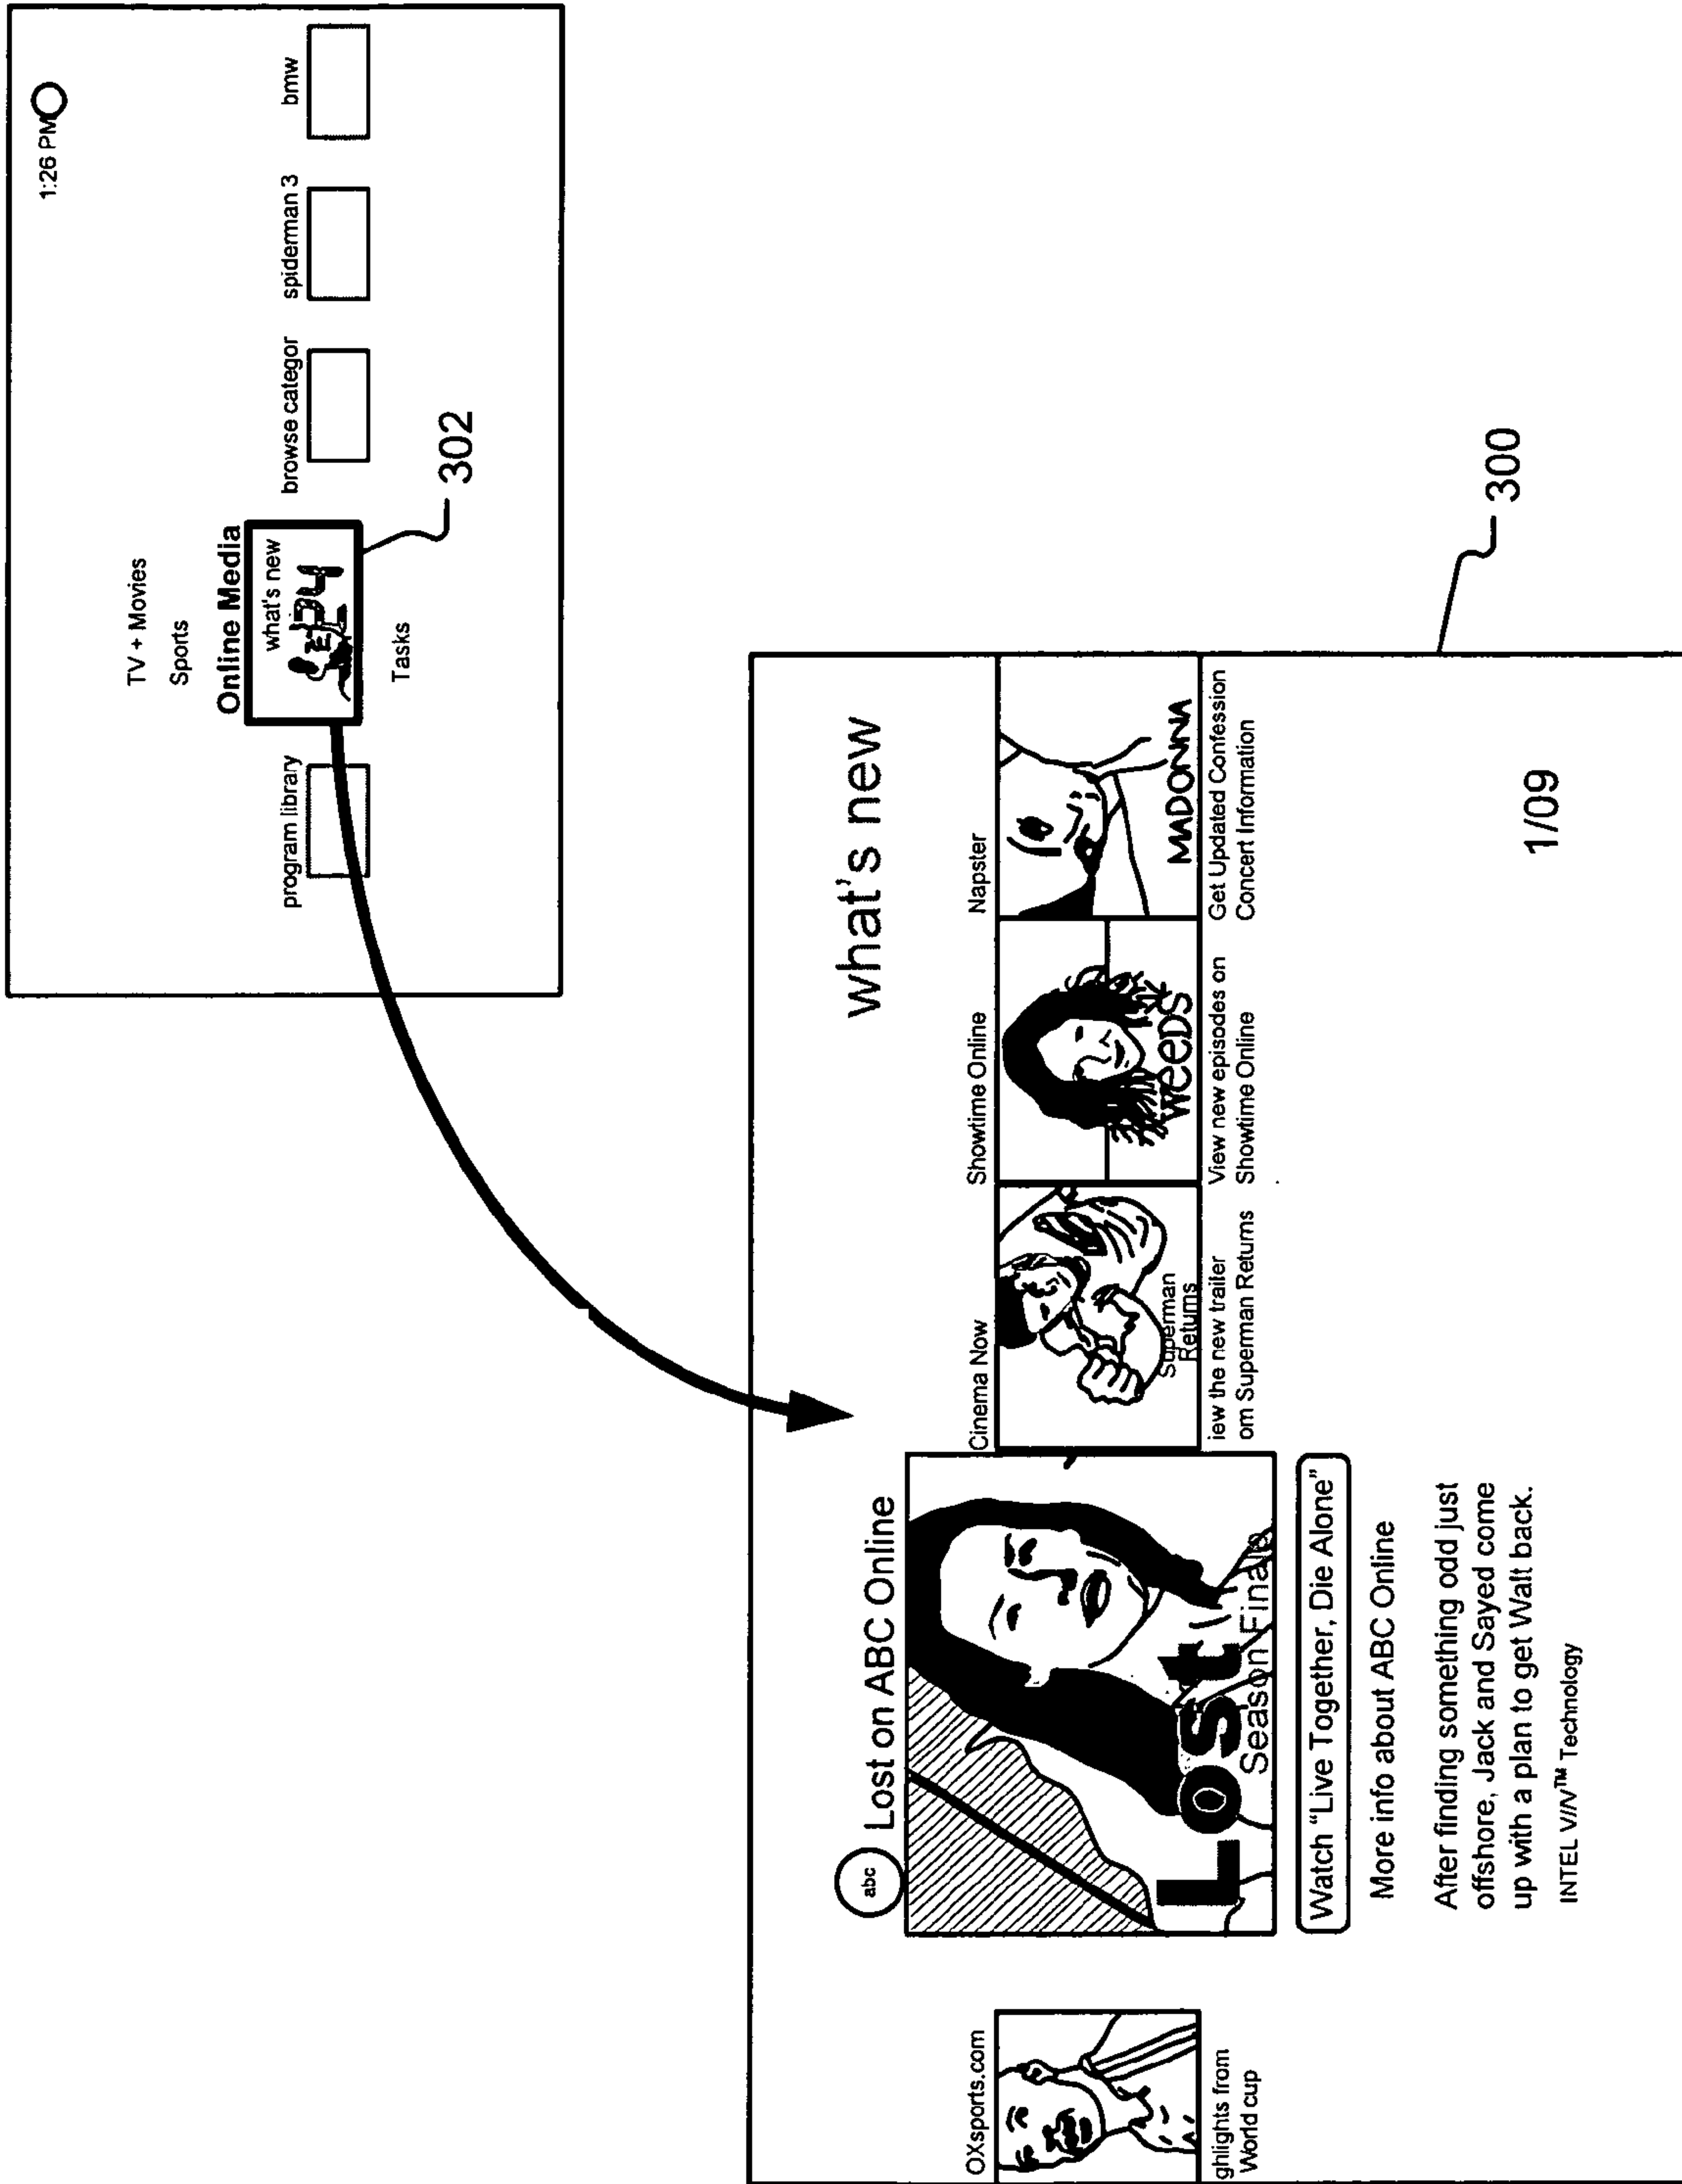 1:26 PM
TV + Movies
Sports
Online Media
program library
what's new
browse categor
spiderman 3
bmw
Tasks
302
what's new
abc
Lost on ABC Online
OXsports.com
Cinema Now
Showtime Online
Napster
Lost
Season Finale
Superman
Returns
weeds
MADONNA
ghlights from
World cup
iew the new trailer
om Superman Returns
View new episodes on
Showtime Online
Get Updated Confession
Concert Information
Watch "Live Together, Die Alone"
More info about ABC Online
After finding something odd just
offshore, Jack and Sayed come
up with a plan to get Walt back.
INTEL V//V™ Technology
1/09
300